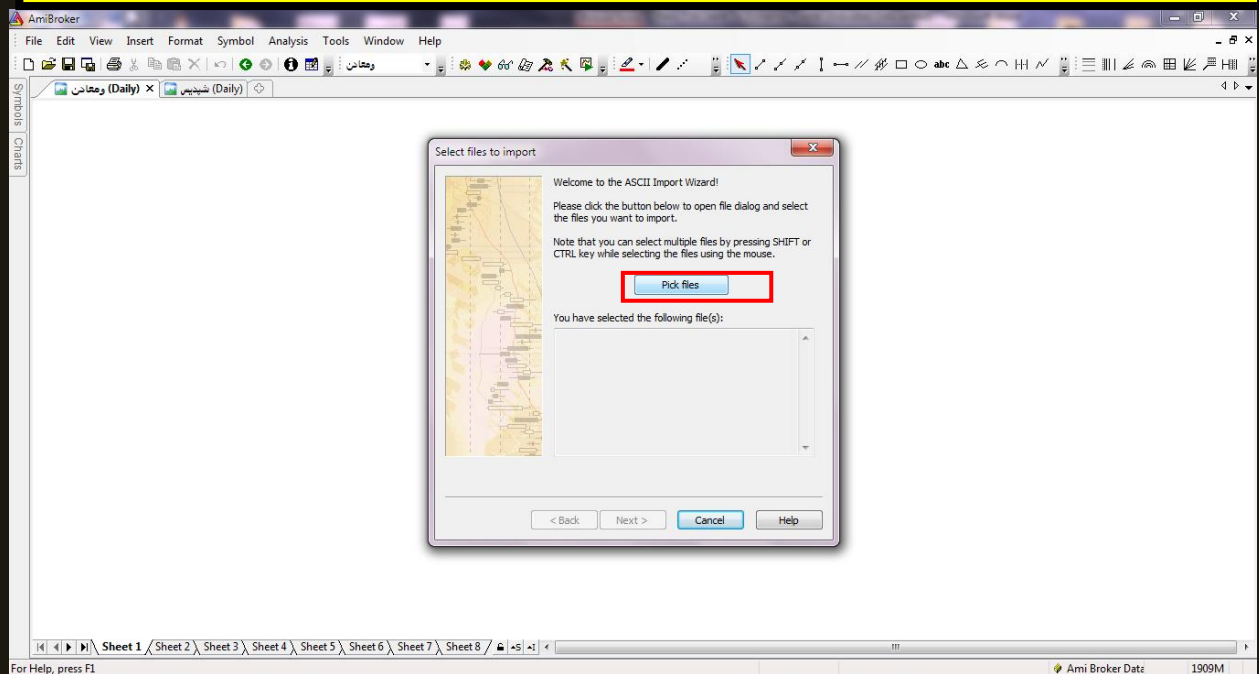 AmiBroker
File Edit View Insert Format Symbol Analysis Tools Window Help
ومعادن
abc
ومعادن (Daily)
شپدیس (Daily)
Symbols
Charts
Select files to import
Welcome to the ASCII Import Wizard!
Please click the button below to open file dialog and select
the files you want to import.
Note that you can select multiple files by pressing SHIFT or
CTRL key while selecting the files using the mouse.
Pick files
You have selected the following file(s):
< Back Next > Cancel Help
Sheet 1 Sheet 2 Sheet 3 Sheet 4 Sheet 5 Sheet 6 Sheet 7 Sheet 8
For Help, press F1
Ami Broker Data 1909M